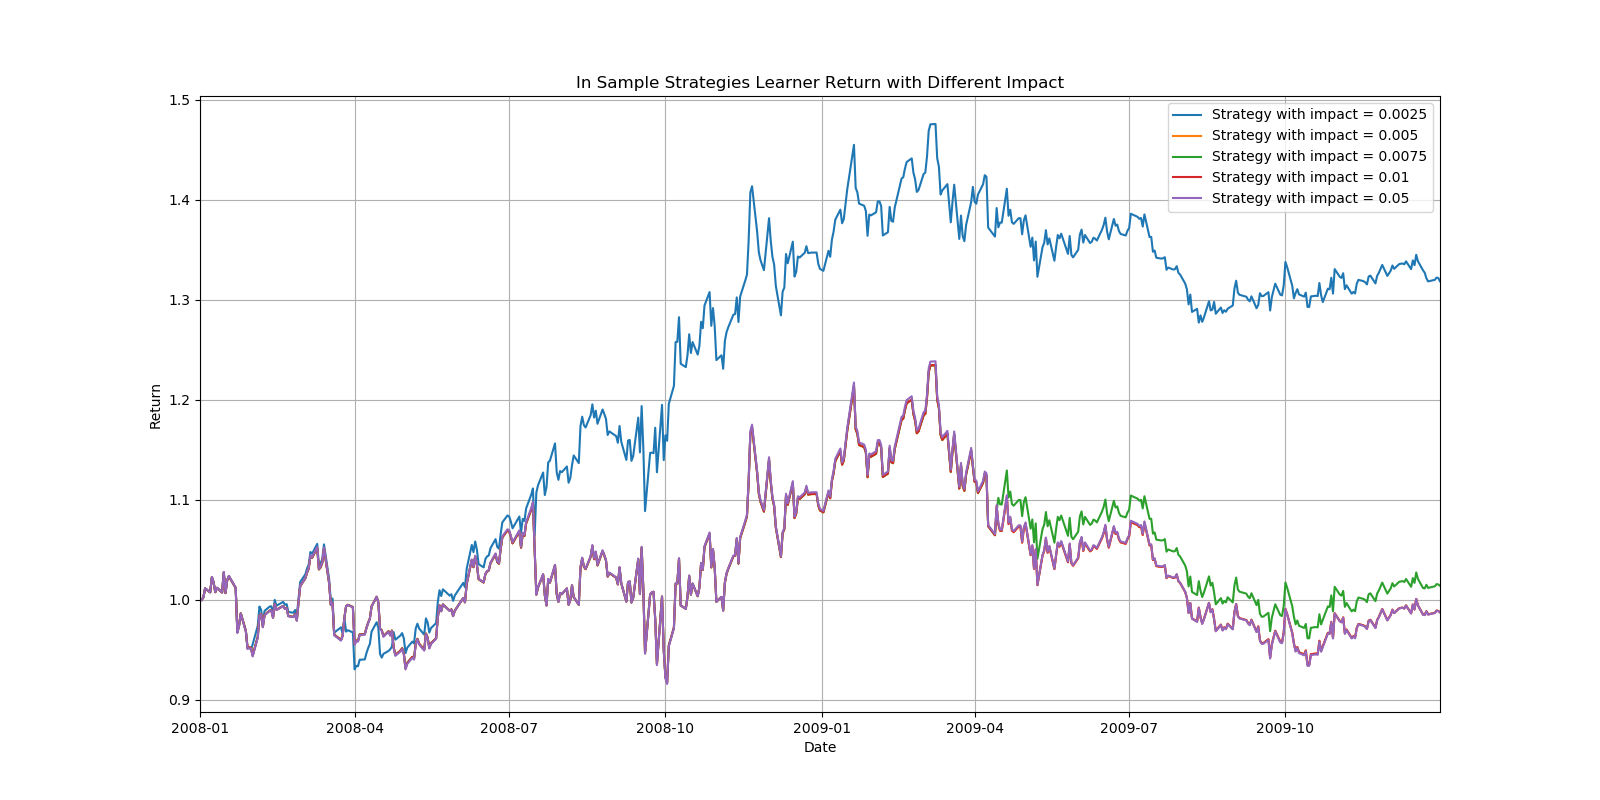 In Sample Strategies Learner Return with Different Impact
1.5
1.4
1.3
1.2
1.1
1.0
0.9
Return
Strategy with impact = 0.0025
Strategy with impact = 0.005
Strategy with impact = 0.0075
Strategy with impact = 0.01
Strategy with impact = 0.05
2008-01 2008-04 2008-07 2008-10 2009-01 2009-04 2009-07 2009-10
Date